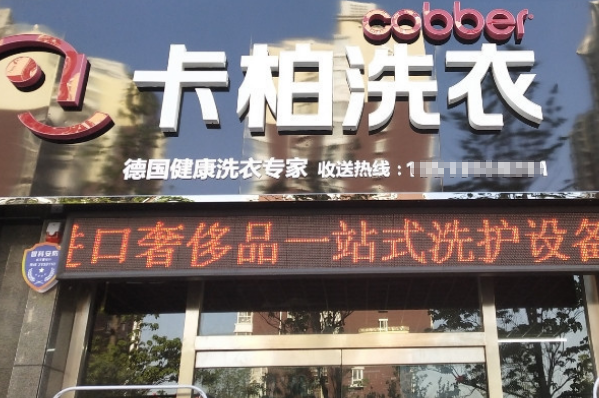 cobber
卡柏洗衣
德国健康洗衣专家 收送热线:1
进口奢侈品一站式洗护设备